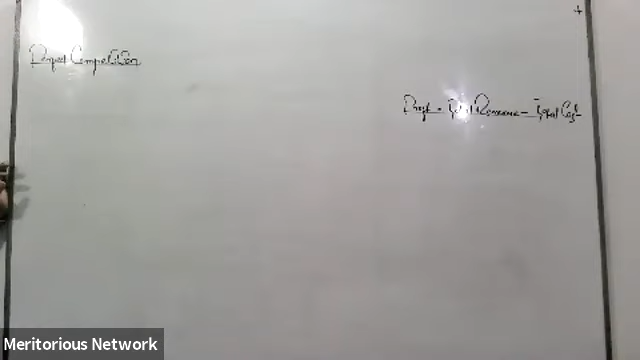 Perfect Competition
Profit = Total Revenue - Total Cost
Meritorious Network